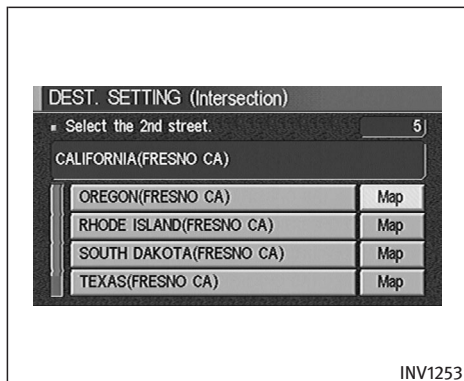 DEST. SETTING (Intersection)
Select the 2nd street. 5
CALIFORNIA(FRESNO CA)
OREGON(FRESNO CA) Map
RHODE ISLAND(FRESNO CA) Map
SOUTH DAKOTA(FRESNO CA) Map
TEXAS(FRESNO CA) Map
INV1253